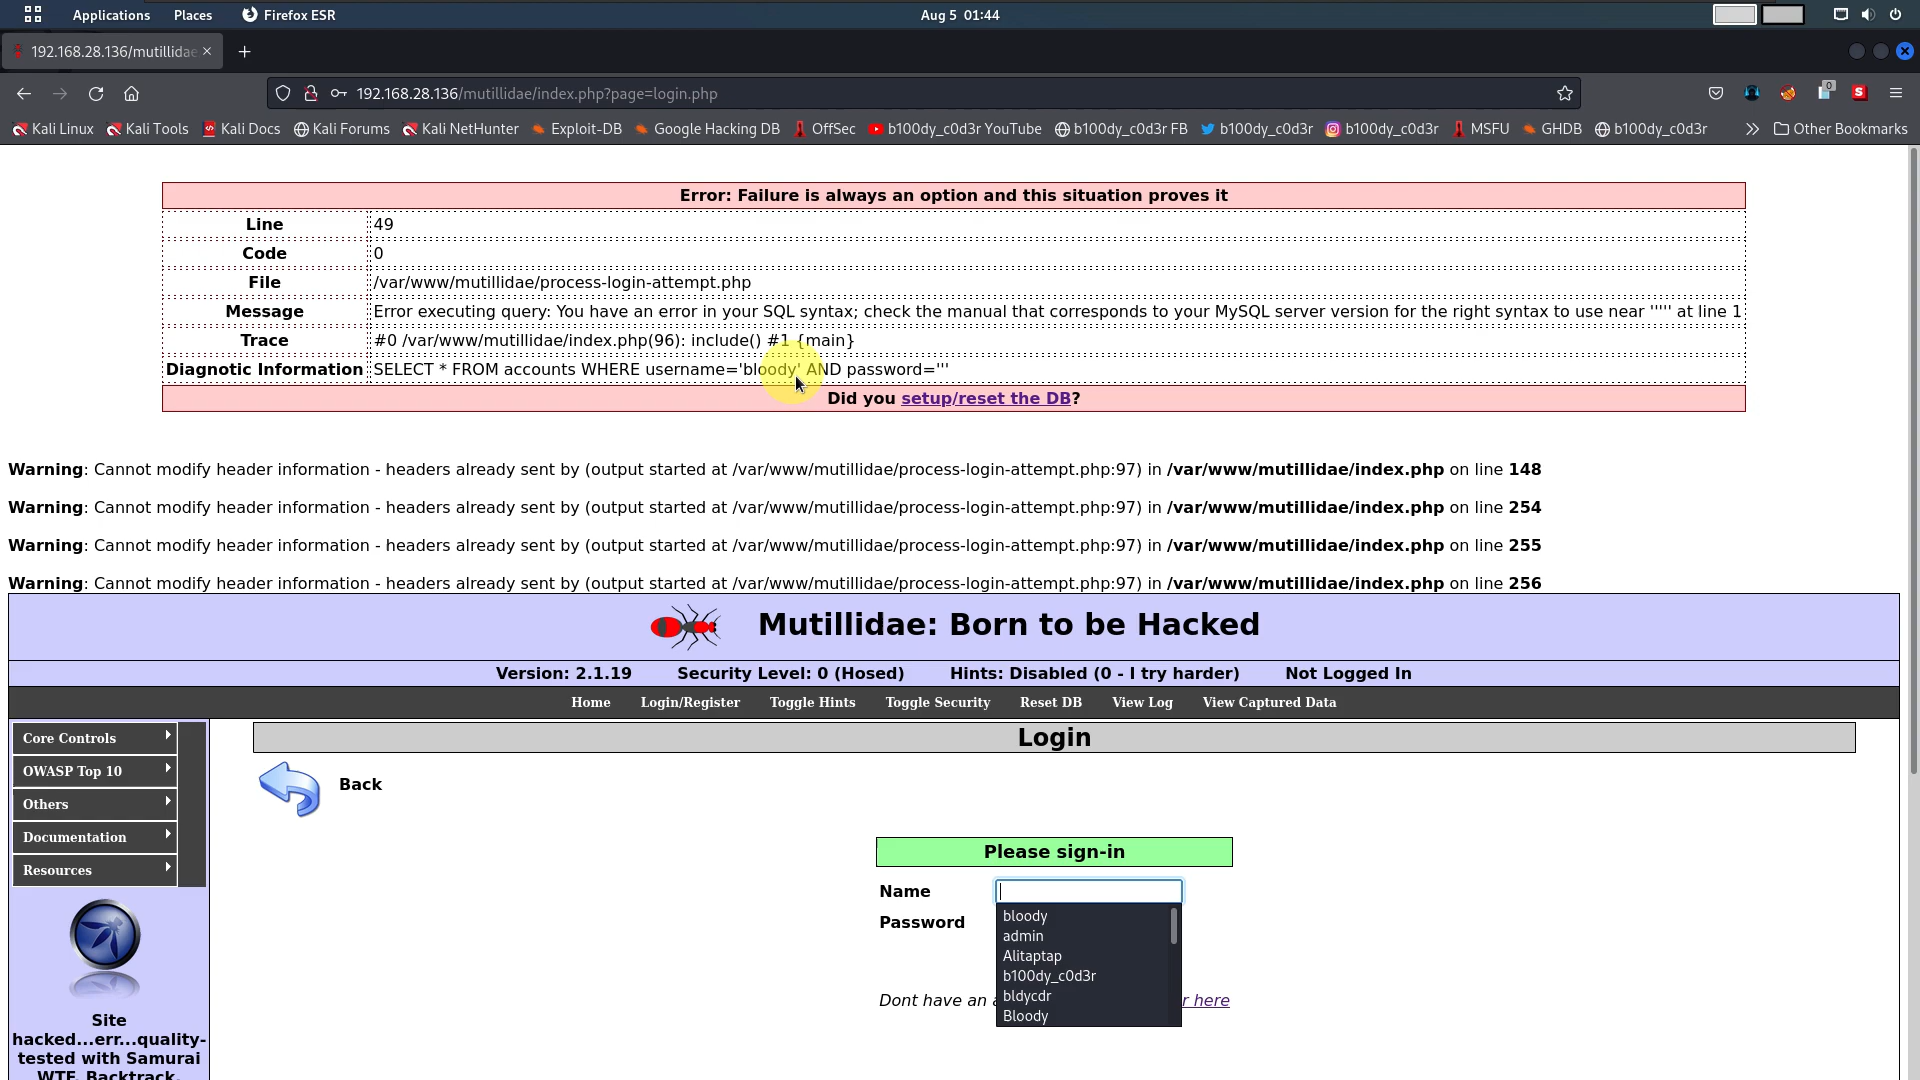 Applications Places Firefox ESR Aug 5 01:44
192.168.28.136/mutillidae
192.168.28.136/mutillidae/index.php?page=login.php
0
S
Kali Linux Kali Tools Kali Docs Kali Forums Kali NetHunter Exploit-DB Google Hacking DB OffSec b100dy_c0d3r YouTube b100dy_c0d3r FB b100dy_c0d3r b100dy_c0d3r MSFU GHDB b100dy_c0d3r Other Bookmarks
Error: Failure is always an option and this situation proves it
Line 49
Code 0
File /var/www/mutillidae/process-login-attempt.php
Message Error executing query: You have an error in your SQL syntax; check the manual that corresponds to your MySQL server version for the right syntax to use near ''''' at line 1
Trace #0 /var/www/mutillidae/index.php(96): include() #1 {main}
Diagnotic Information SELECT * FROM accounts WHERE username='bloody' AND password='''
Did you setup/reset the DB?
Warning: Cannot modify header information - headers already sent by (output started at /var/www/mutillidae/process-login-attempt.php:97) in /var/www/mutillidae/index.php on line 148
Warning: Cannot modify header information - headers already sent by (output started at /var/www/mutillidae/process-login-attempt.php:97) in /var/www/mutillidae/index.php on line 254
Warning: Cannot modify header information - headers already sent by (output started at /var/www/mutillidae/process-login-attempt.php:97) in /var/www/mutillidae/index.php on line 255
Warning: Cannot modify header information - headers already sent by (output started at /var/www/mutillidae/process-login-attempt.php:97) in /var/www/mutillidae/index.php on line 256
Mutillidae: Born to be Hacked
Version: 2.1.19 Security Level: 0 (Hosed) Hints: Disabled (0 - I try harder) Not Logged In
Home Login/Register Toggle Hints Toggle Security Reset DB View Log View Captured Data
Core Controls
OWASP Top 10
Others
Documentation
Resources
Site
hacked...err...quality-
tested with Samurai
WTF, Backtrack,
Login
Back
Please sign-in
Name
Password
bloody
admin
Alitaptap
b100dy_c0d3r
bldycdr
Bloody
Dont have an r here